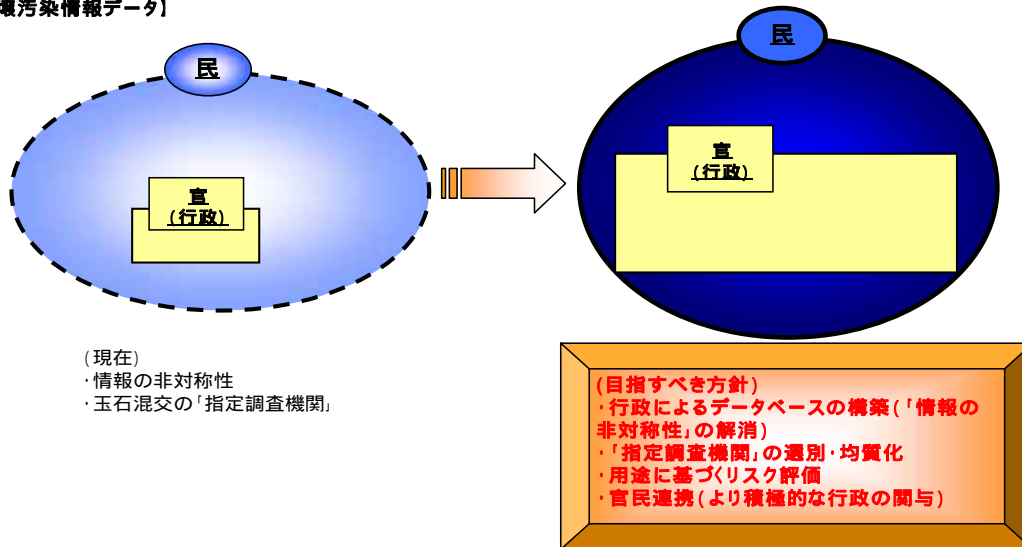 壌汚染情報データ】
民
官
(行政)
(現在)
・情報の非対称性
・玉石混交の「指定調査機関」
民
官
(行政)
(目指すべき方針)
・行政によるデータベースの構築(「情報の
非対称性」の解消)
・「指定調査機関」の選別・均質化
・用途に基づくリスク評価
・官民連携(より積極的な行政の関与)